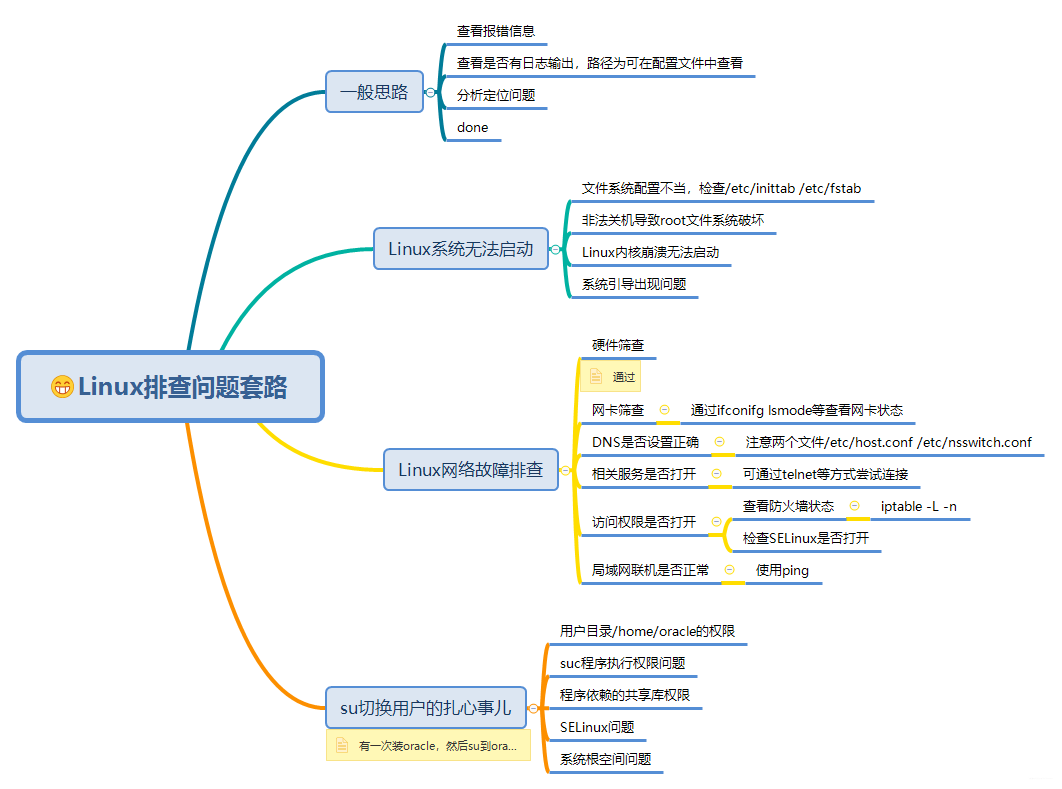 查看报错信息
查看是否有日志输出，路径为可在配置文件中查看
一般思路
分析定位问题
done
文件系统配置不当，检查/etc/inittab /etc/fstab
非法关机导致root文件系统破坏
Linux系统无法启动
Linux内核崩溃无法启动
系统引导出现问题
Linux排查问题套路
硬件筛查
通过
网卡筛查 通过ifconifg lsmode等查看网卡状态
DNS是否设置正确 注意两个文件/etc/host.conf /etc/nsswitch.conf
Linux网络故障排查
相关服务是否打开 可通过telnet等方式尝试连接
访问权限是否打开
查看防火墙状态 iptable -L -n
检查SELinux是否打开
局域网联机是否正常 使用ping
用户目录/home/oracle的权限
suc程序执行权限问题
su切换用户的扎心事儿
有一次装oracle，然后su到ora...
程序依赖的共享库权限
SELinux问题
系统根空间问题